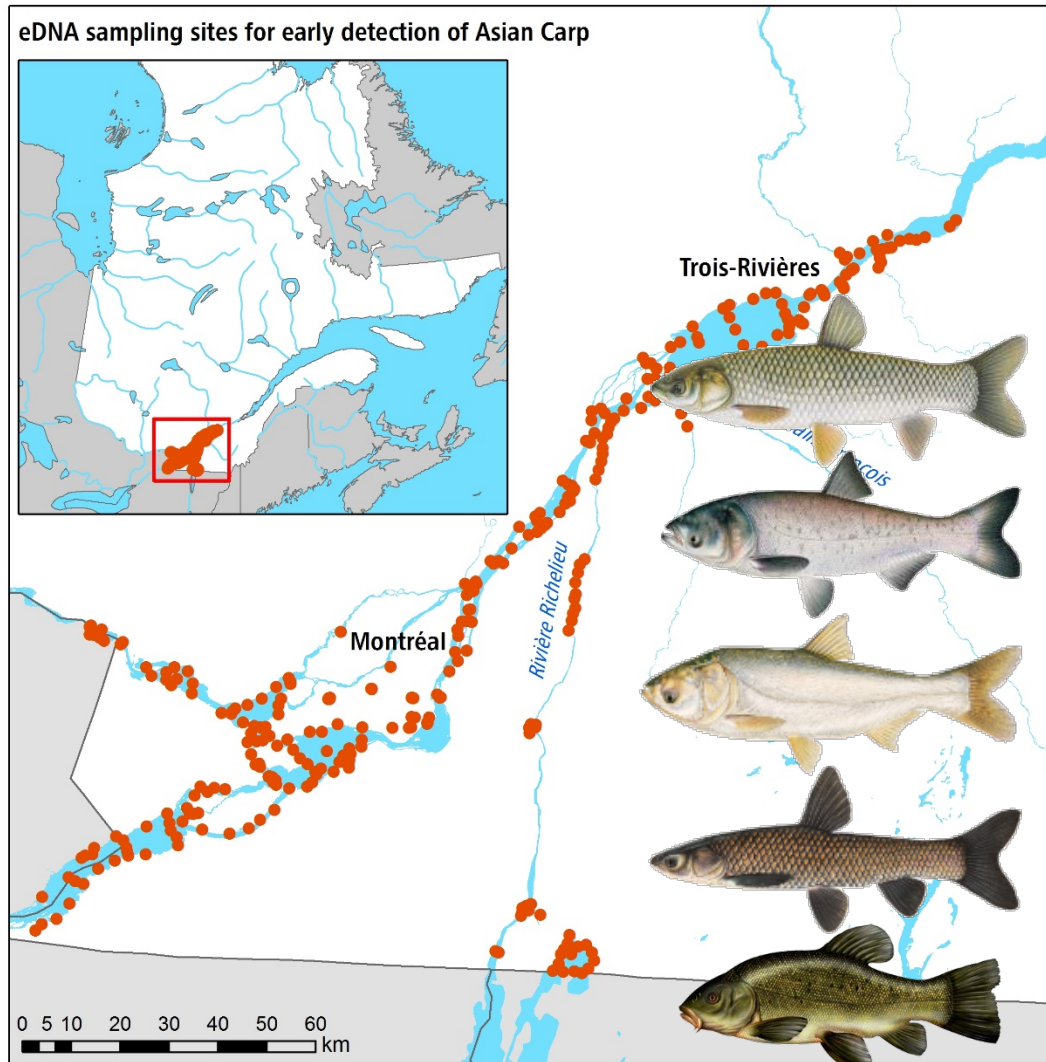 eDNA sampling sites for early detection of Asian Carp
Trois-Rivières
Montréal
Rivière Richelieu
0 5 10 20 30 40 50 60
km